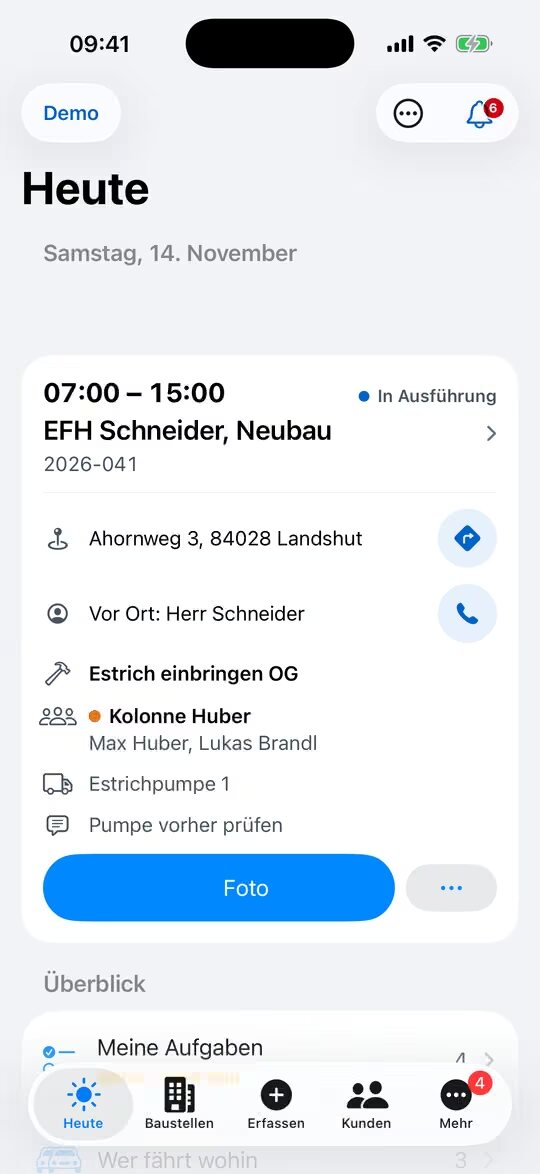 09:41
Demo
6
Heute
Samstag, 14. November
07:00 – 15:00
In Ausführung
EFH Schneider, Neubau
2026-041
Ahornweg 3, 84028 Landshut
Vor Ort: Herr Schneider
Estrich einbringen OG
Kolonne Huber
Max Huber, Lukas Brandl
Estrichpumpe 1
Pumpe vorher prüfen
Foto
Überblick
Meine Aufgaben
4
4
Heute
Baustellen
Erfassen
Kunden
Mehr
Wer fährt wohin
3